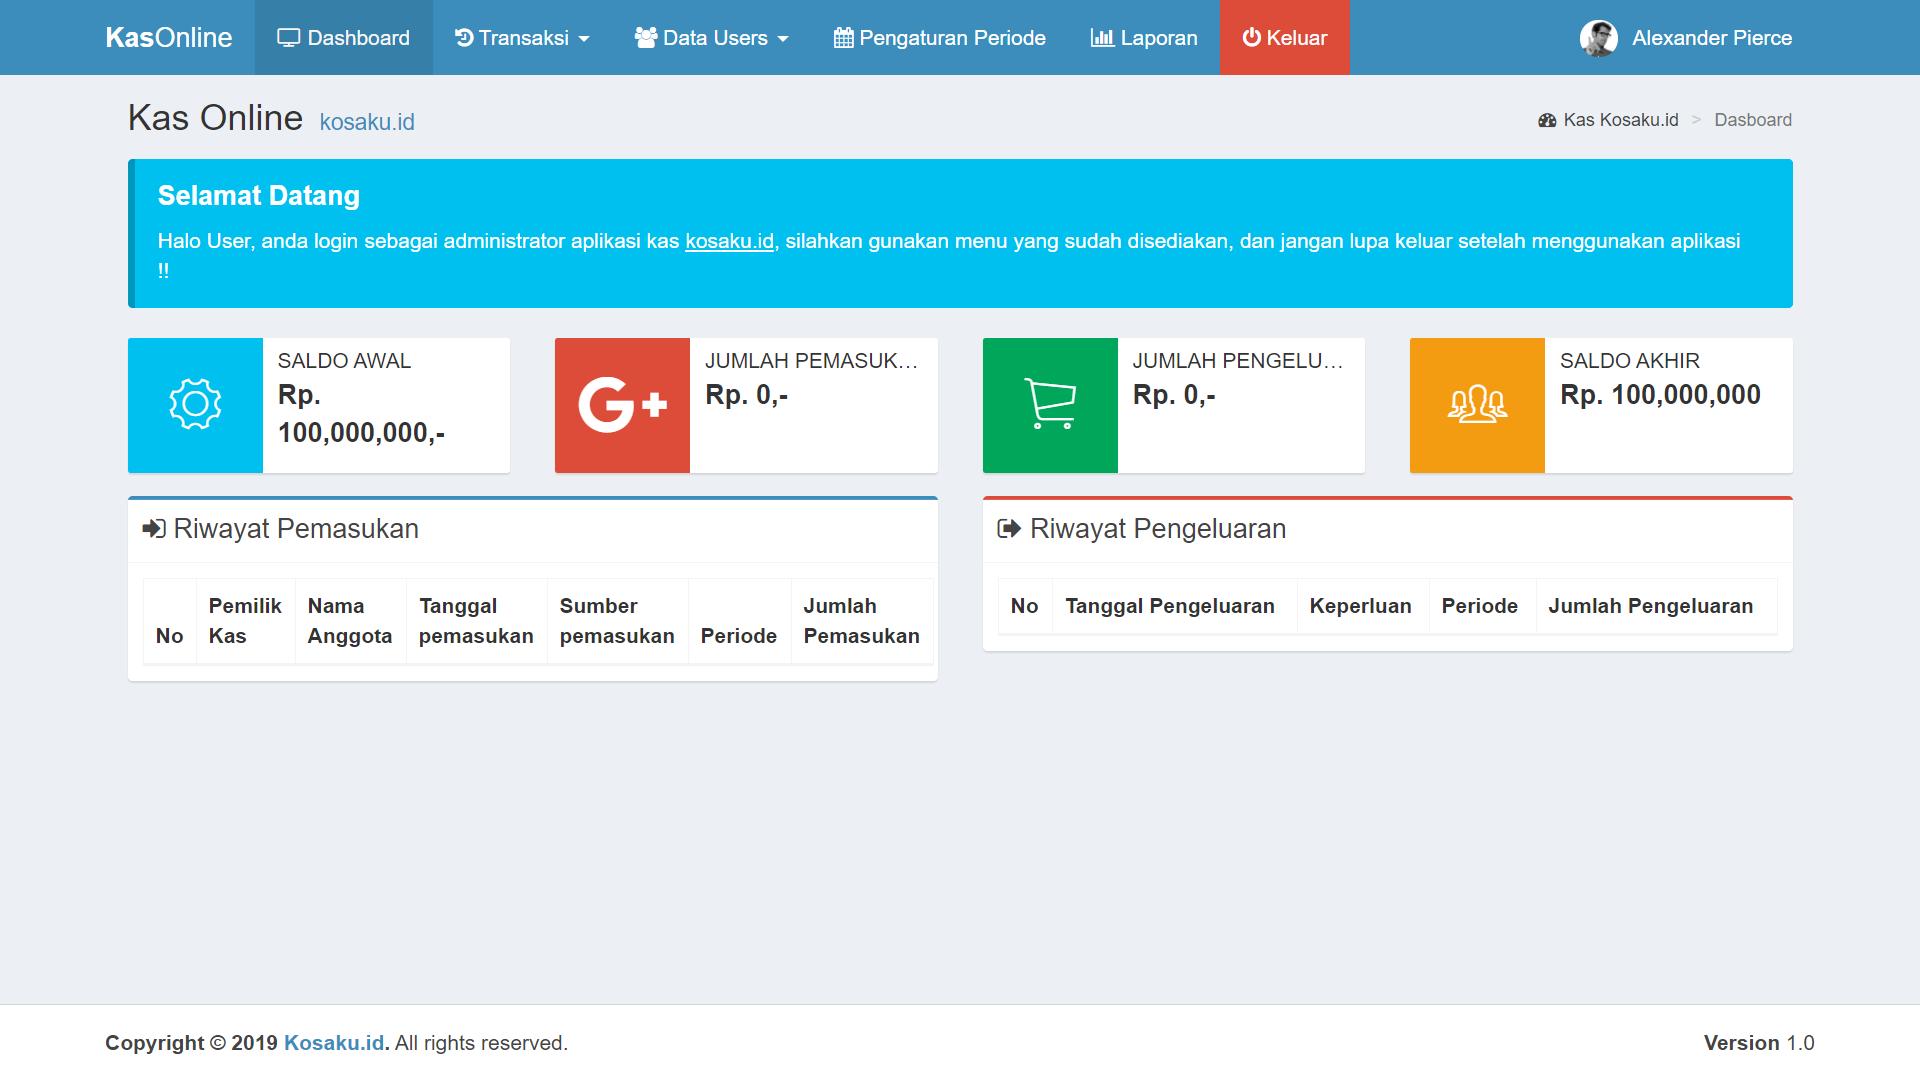 KasOnline Dashboard Transaksi Data Users Pengaturan Periode Laporan Keluar Alexander Pierce
Kas Online kosaku.id
Kas Kosaku.id > Dasboard
Selamat Datang
Halo User, anda login sebagai administrator aplikasi kas kosaku.id, silahkan gunakan menu yang sudah disediakan, dan jangan lupa keluar setelah menggunakan aplikasi
!!
SALDO AWAL
Rp.
100,000,000,-
G+
JUMLAH PEMASUK...
Rp. 0,-
JUMLAH PENGELU...
Rp. 0,-
SALDO AKHIR
Rp. 100,000,000
Riwayat Pemasukan
No
Pemilik
Kas
Nama
Anggota
Tanggal
pemasukan
Sumber
pemasukan
Periode
Jumlah
Pemasukan
Riwayat Pengeluaran
No Tanggal Pengeluaran Keperluan Periode Jumlah Pengeluaran
Copyright © 2019 Kosaku.id. All rights reserved.
Version 1.0